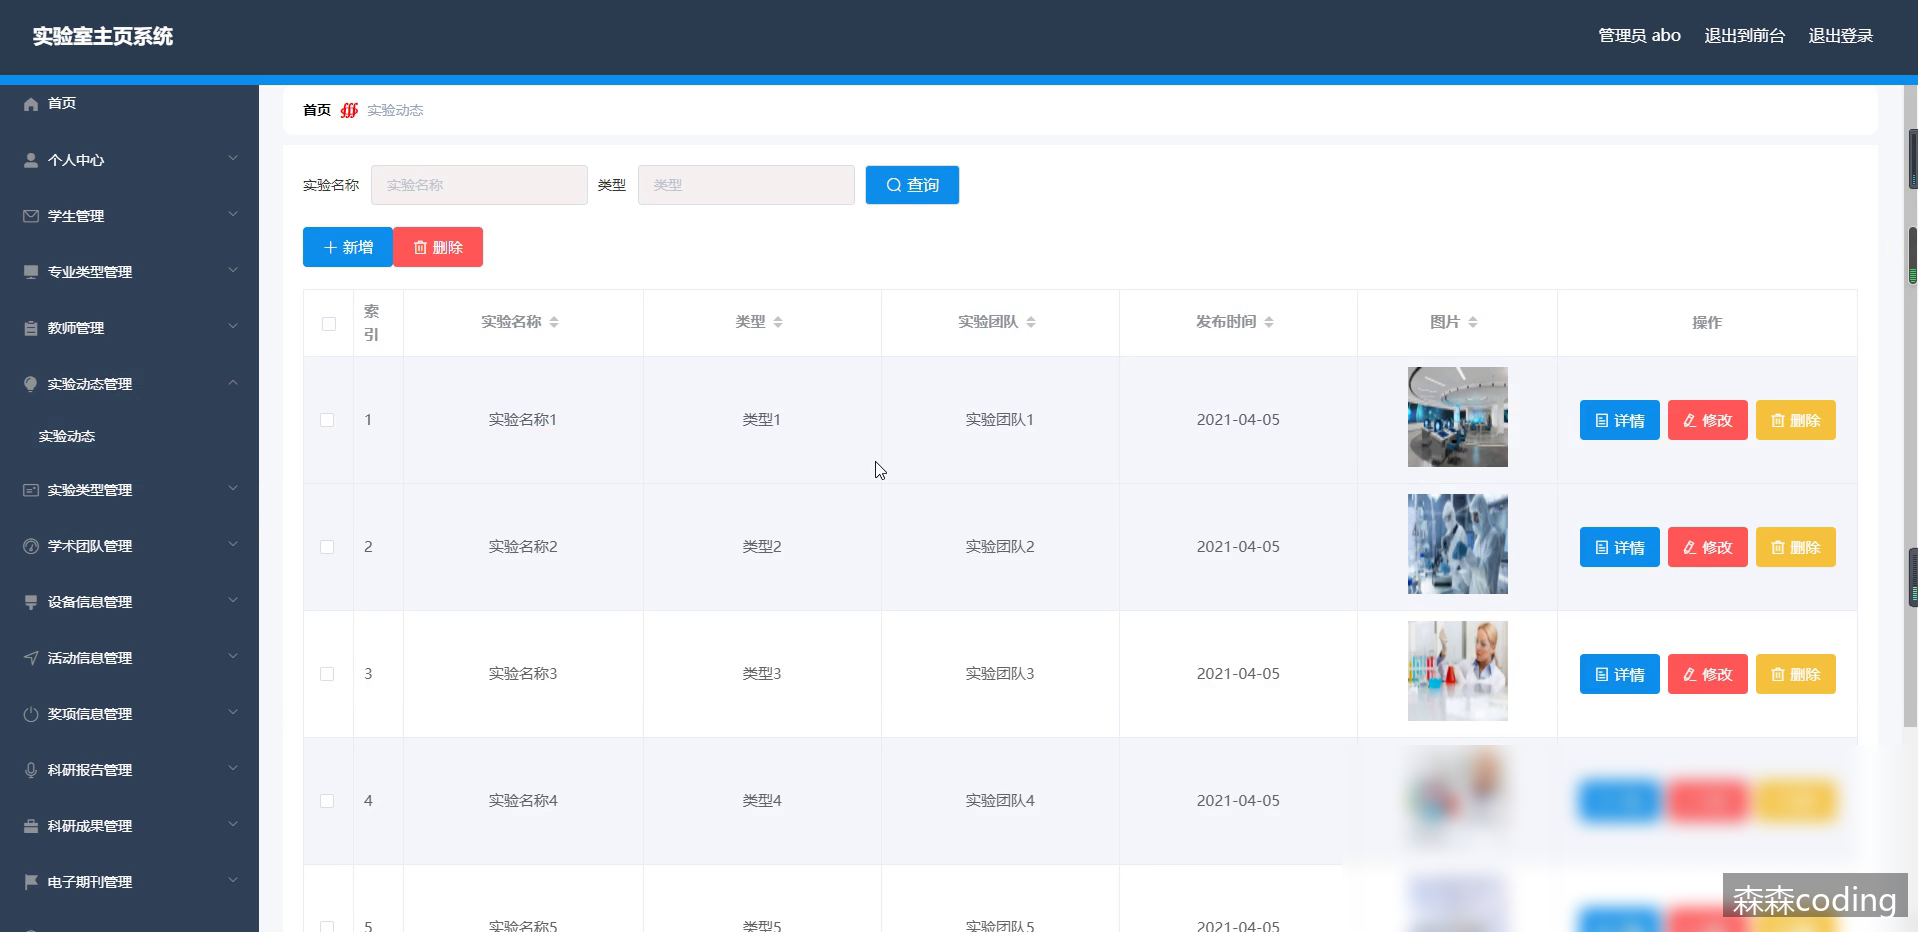 实验室主页系统
管理员 abo 退出到前台 退出登录
首页
个人中心
学生管理
专业类型管理
教师管理
实验动态管理
实验动态
实验类型管理
学术团队管理
设备信息管理
活动信息管理
奖项信息管理
科研报告管理
科研成果管理
电子期刊管理
首页 实验动态
实验名称 实验名称 类型 类型 查询
新增 删除
索引 实验名称 类型 实验团队 发布时间 图片 操作
1 实验名称1 类型1 实验团队1 2021-04-05 详情 修改 删除
2 实验名称2 类型2 实验团队2 2021-04-05 详情 修改 删除
3 实验名称3 类型3 实验团队3 2021-04-05 详情 修改 删除
4 实验名称4 类型4 实验团队4 2021-04-05
5 实验名称5 类型5 实验团队5 2021-04-05
森森coding